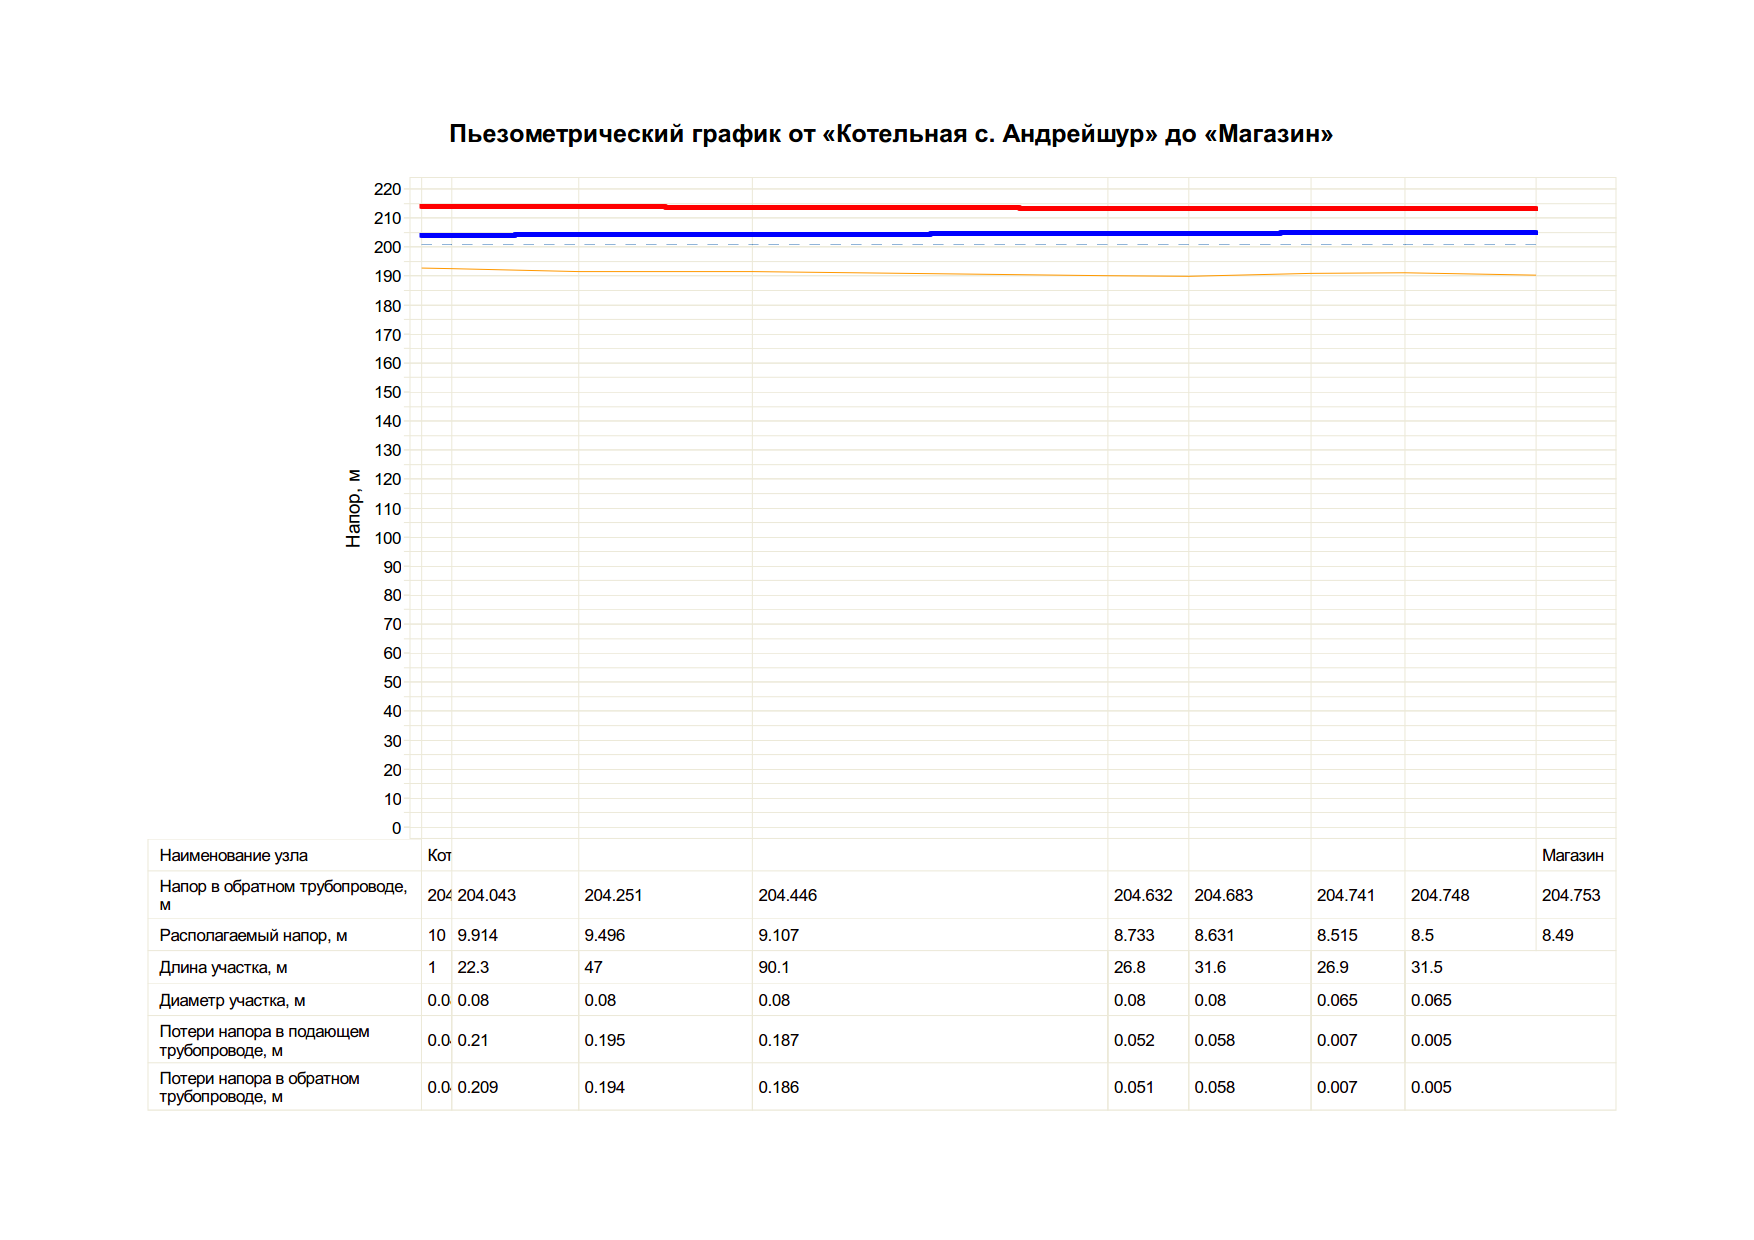 Пьезометрический график от «Котельная с. Андрейшур» до «Магазин»
220
210
200
190
180
170
160
150
140
130
120
110
100
90
80
70
60
50
40
30
20
10
0
Напор, м
Наименование узла Кот Магазин
Напор в обратном трубопроводе,
м
204 204.043 204.251 204.446 204.632 204.683 204.741 204.748 204.753
Располагаемый напор, м 10 9.914 9.496 9.107 8.733 8.631 8.515 8.5 8.49
Длина участка, м 1 22.3 47 90.1 26.8 31.6 26.9 31.5
Диаметр участка, м 0.0 0.08 0.08 0.08 0.08 0.08 0.065 0.065
Потери напора в подающем
трубопроводе, м
0.0 0.21 0.195 0.187 0.052 0.058 0.007 0.005
Потери напора в обратном
трубопроводе, м
0.0 0.209 0.194 0.186 0.051 0.058 0.007 0.005